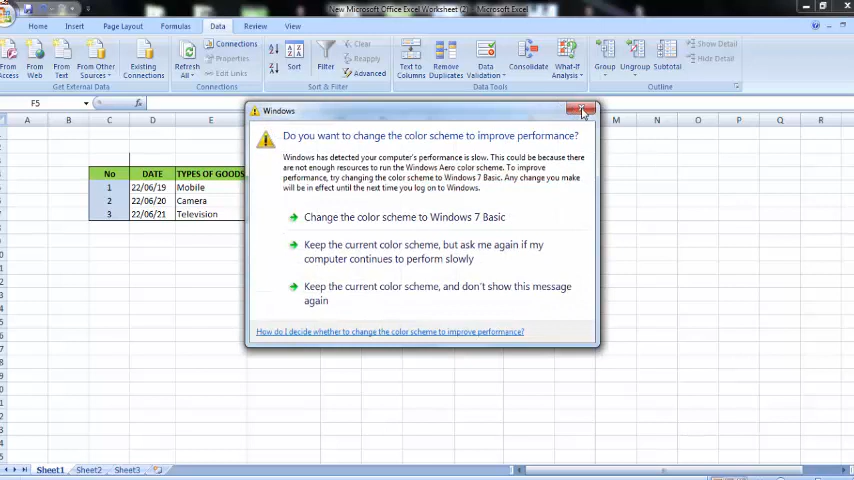 New Microsoft Office Excel Worksheet (2) - Microsoft Excel
Home Insert Page Layout Formulas Data Review View
From Access
From Web
From Text
From Other Sources
Existing Connections
Get External Data
Refresh All
Connections
Properties
Edit Links
Connections
Sort
Filter
Clear
Reapply
Advanced
Sort & Filter
Text to Columns
Remove Duplicates
Data Validation
Consolidate
What-If Analysis
Data Tools
Group
Ungroup
Subtotal
Show Detail
Hide Detail
Outline
F5 fx
A B C D E M N O P Q R
No DATE TYPES OF GOODS
1 22/06/19 Mobile
2 22/06/20 Camera
3 22/06/21 Television
Windows
Do you want to change the color scheme to improve performance?
Windows has detected your computer's performance is slow. This could be because there
are not enough resources to run the Windows Aero color scheme. To improve
performance, try changing the color scheme to Windows 7 Basic. Any change you make
will be in effect until the next time you log on to Windows.
Change the color scheme to Windows 7 Basic
Keep the current color scheme, but ask me again if my
computer continues to perform slowly
Keep the current color scheme, and don't show this message
again
How do I decide whether to change the color scheme to improve performance?
Sheet1 Sheet2 Sheet3